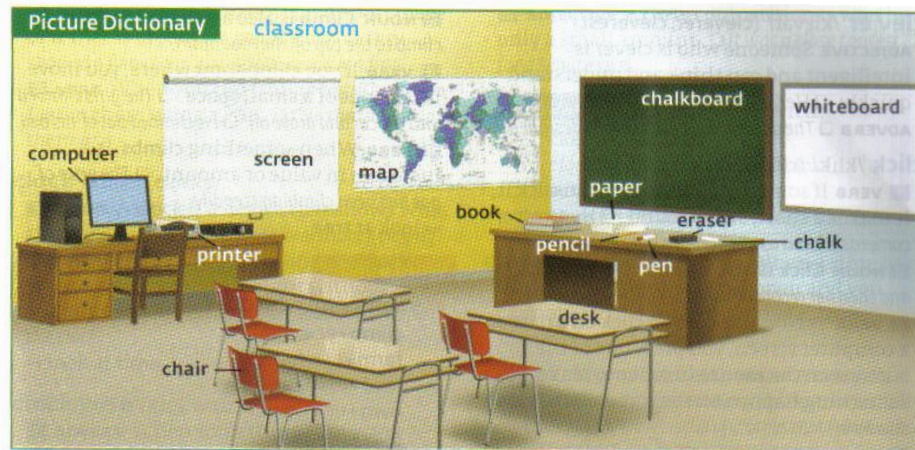 Picture Dictionary
classroom
computer
screen
map
chalkboard
whiteboard
printer
book
paper
pencil
pen
eraser
chalk
desk
chair